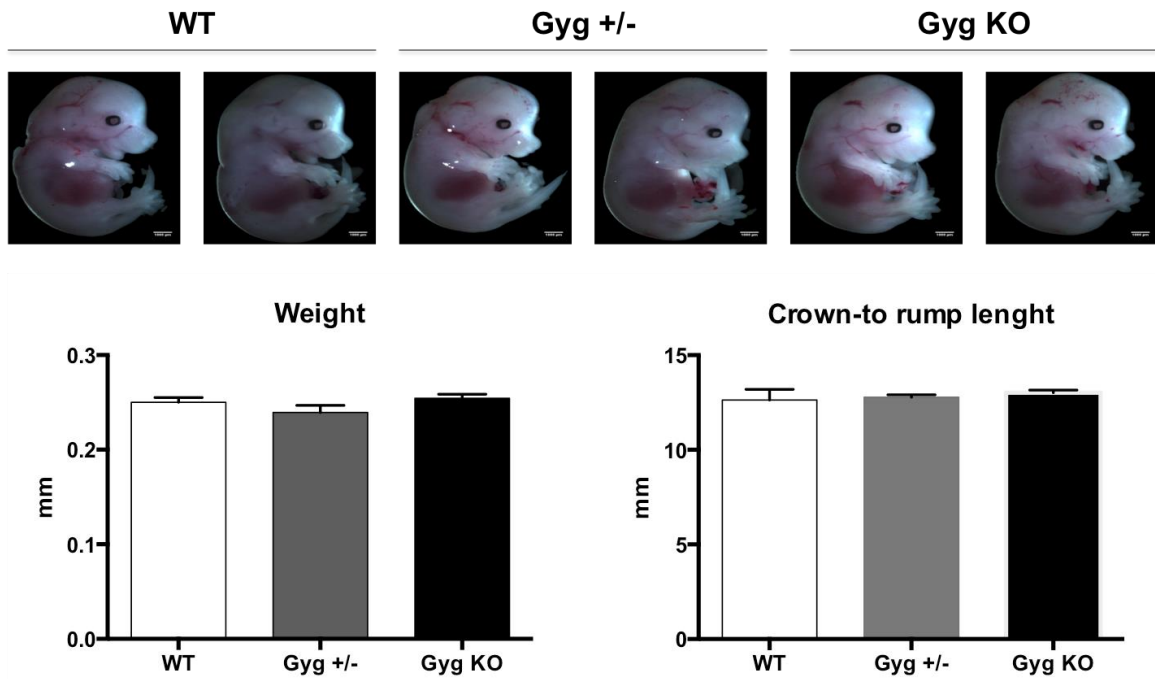 WT Gyg +/- Gyg KO
Weight
0.3
0.2
0.1
0.0
mm
WT Gyg +/- Gyg KO
Crown-to rump lenght
15
10
5
0
mm
WT Gyg +/- Gyg KO